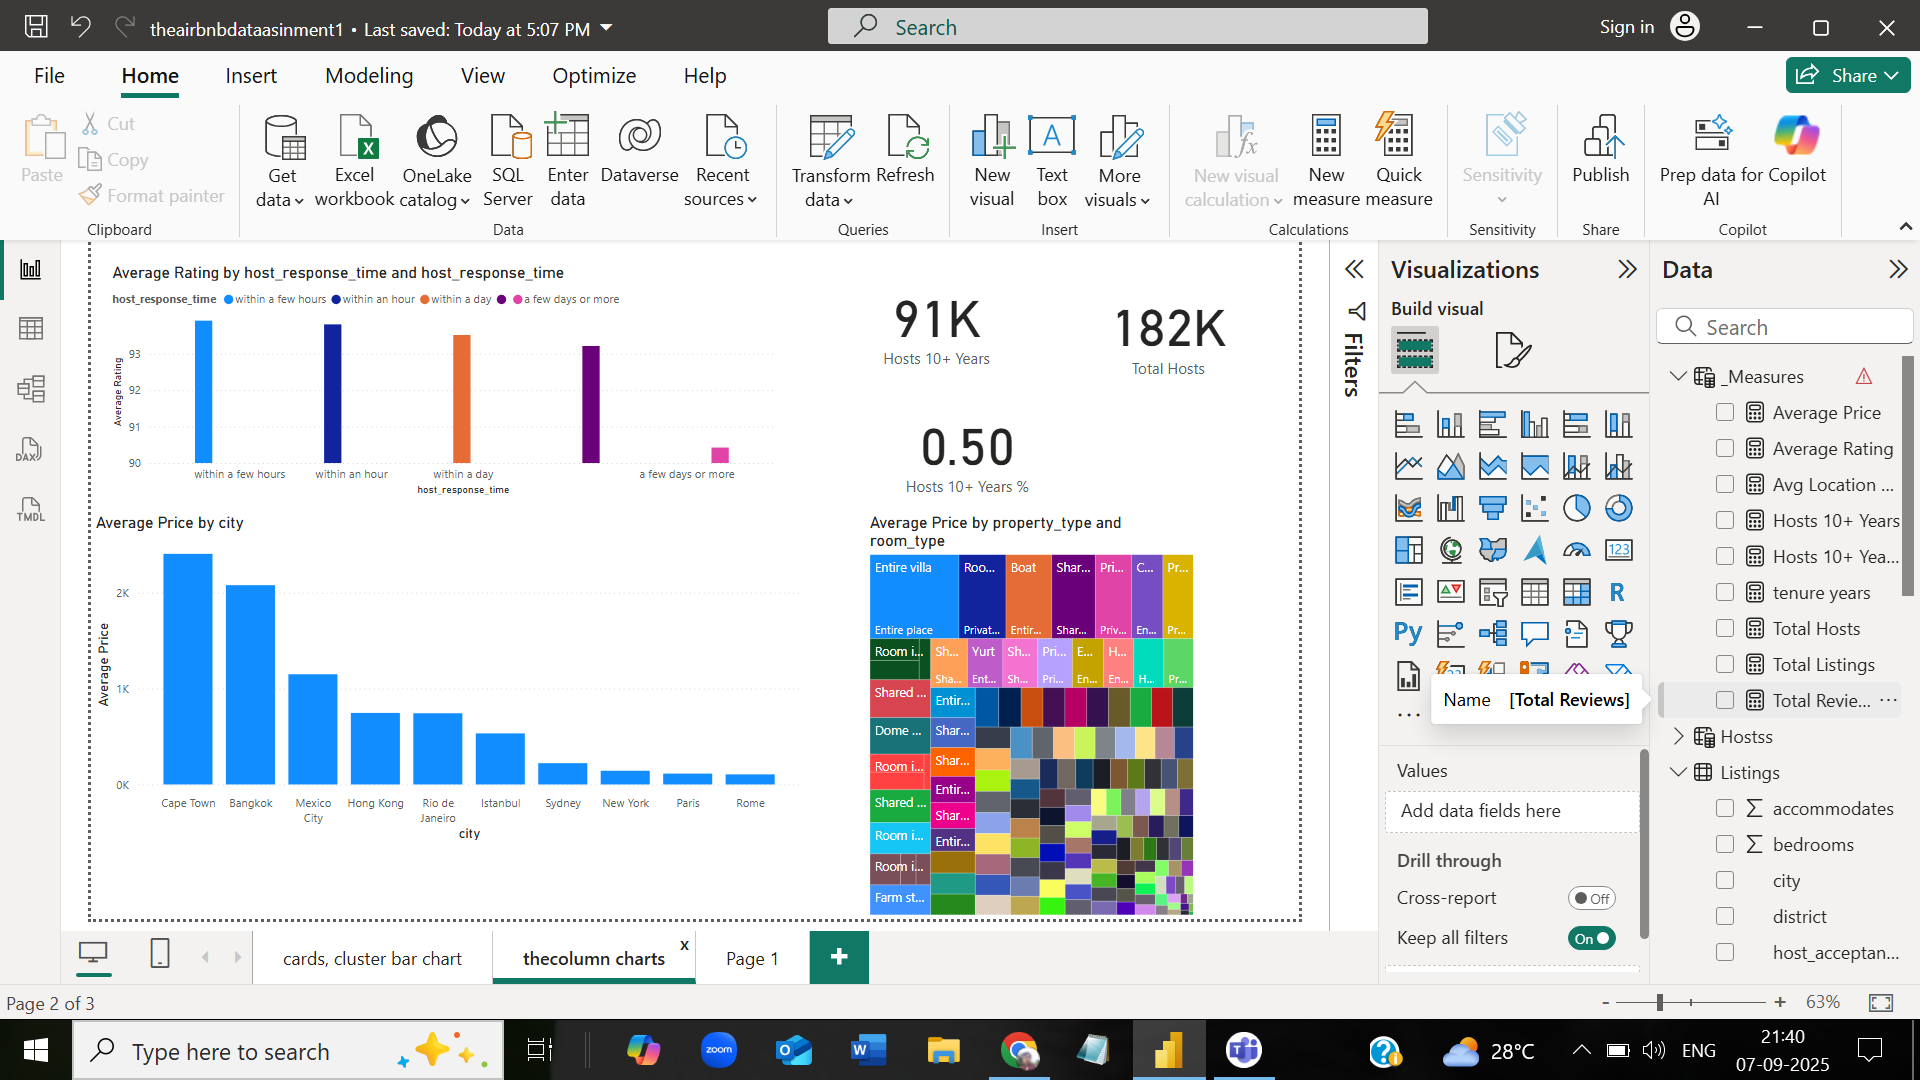 theairbnbdataasinment1 • Last saved: Today at 5:07 PM
Search
Sign in
File Home Insert Modeling View Optimize Help
Share
Paste
Cut
Copy
Format painter
Clipboard
Get data
Excel workbook
OneLake catalog
SQL Server
Enter data
Dataverse
Recent sources
Data
Transform data
Refresh
Queries
New visual
Text box
More visuals
Insert
New visual calculation
New measure
Quick measure
Calculations
Sensitivity
Sensitivity
Publish
Share
Prep data for AI
Copilot
Copilot
DAX
TMDL
Average Rating by host_response_time and host_response_time
host_response_time within a few hours within an hour within a day a few days or more
Average Rating
93
92
91
90
within a few hours within an hour within a day a few days or more
host_response_time
91K
Hosts 10+ Years
182K
Total Hosts
0.50
Hosts 10+ Years %
Average Price by city
Average Price
2K
1K
0K
Cape Town Bangkok Mexico City Hong Kong Rio de Janeiro Istanbul Sydney New York Paris Rome
city
Average Price by property_type and
room_type
Entire villa Roo... Boat Shar... Pri... C... Pr...
Entire place Privat... Entir... Shar... Priv... En... Pr...
Room i... Sh... Yurt Sh... Pri... E... H...
Sha... Ent... Sh... Pri... En... En... H... Pr...
Shared ... Entir...
Dome ... Shar...
Room i... Shar...
Entir...
Shared ... Shar...
Room i... Entir...
Room i...
Farm st...
Filters
Visualizations
Build visual
123
R
Py
Name [Total Reviews]
Values
Add data fields here
Drill through
Cross-report Off
Keep all filters On
Data
Search
_Measures
Average Price
Average Rating
Avg Location ...
Hosts 10+ Years
Hosts 10+ Yea...
tenure years
Total Hosts
Total Listings
Total Revie... ...
Hostss
Listings
accommodates
bedrooms
city
district
host_acceptan...
cards, cluster bar chart
thecolumn charts x
Page 1
+
Page 2 of 3
- + 63%
Type here to search
zoom
28°C
ENG
21:40
07-09-2025